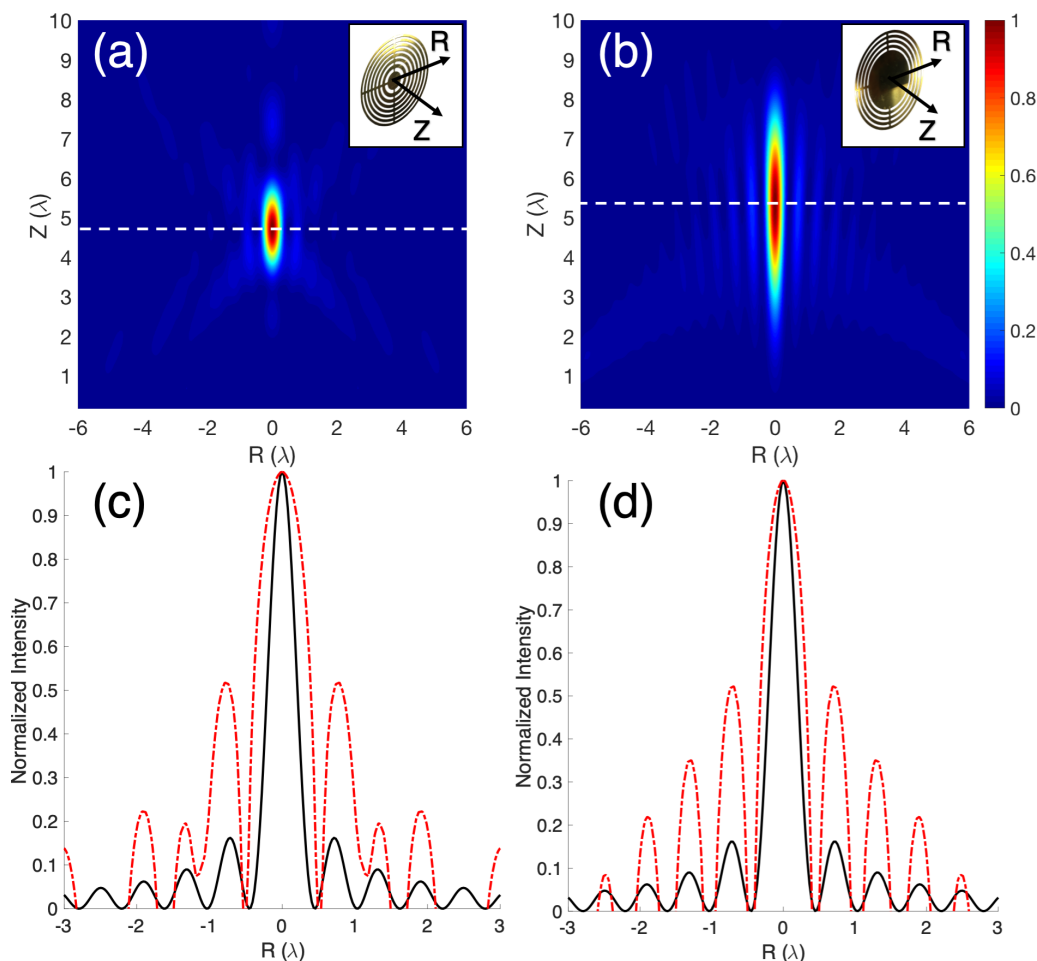 (a)
R
Z
10
9
8
7
6
5
4
3
2
1
Z (λ)
-6 -4 -2 0 2 4 6
R (λ)
(b)
R
Z
10
9
8
7
6
5
4
3
2
1
Z (λ)
-6 -4 -2 0 2 4 6
R (λ)
1
0.8
0.6
0.4
0.2
0
(c)
1
0.9
0.8
0.7
0.6
0.5
0.4
0.3
0.2
0.1
0
Normalized Intensity
-3 -2 -1 0 1 2 3
R (λ)
(d)
1
0.9
0.8
0.7
0.6
0.5
0.4
0.3
0.2
0.1
0
Normalized Intensity
-3 -2 -1 0 1 2 3
R (λ)